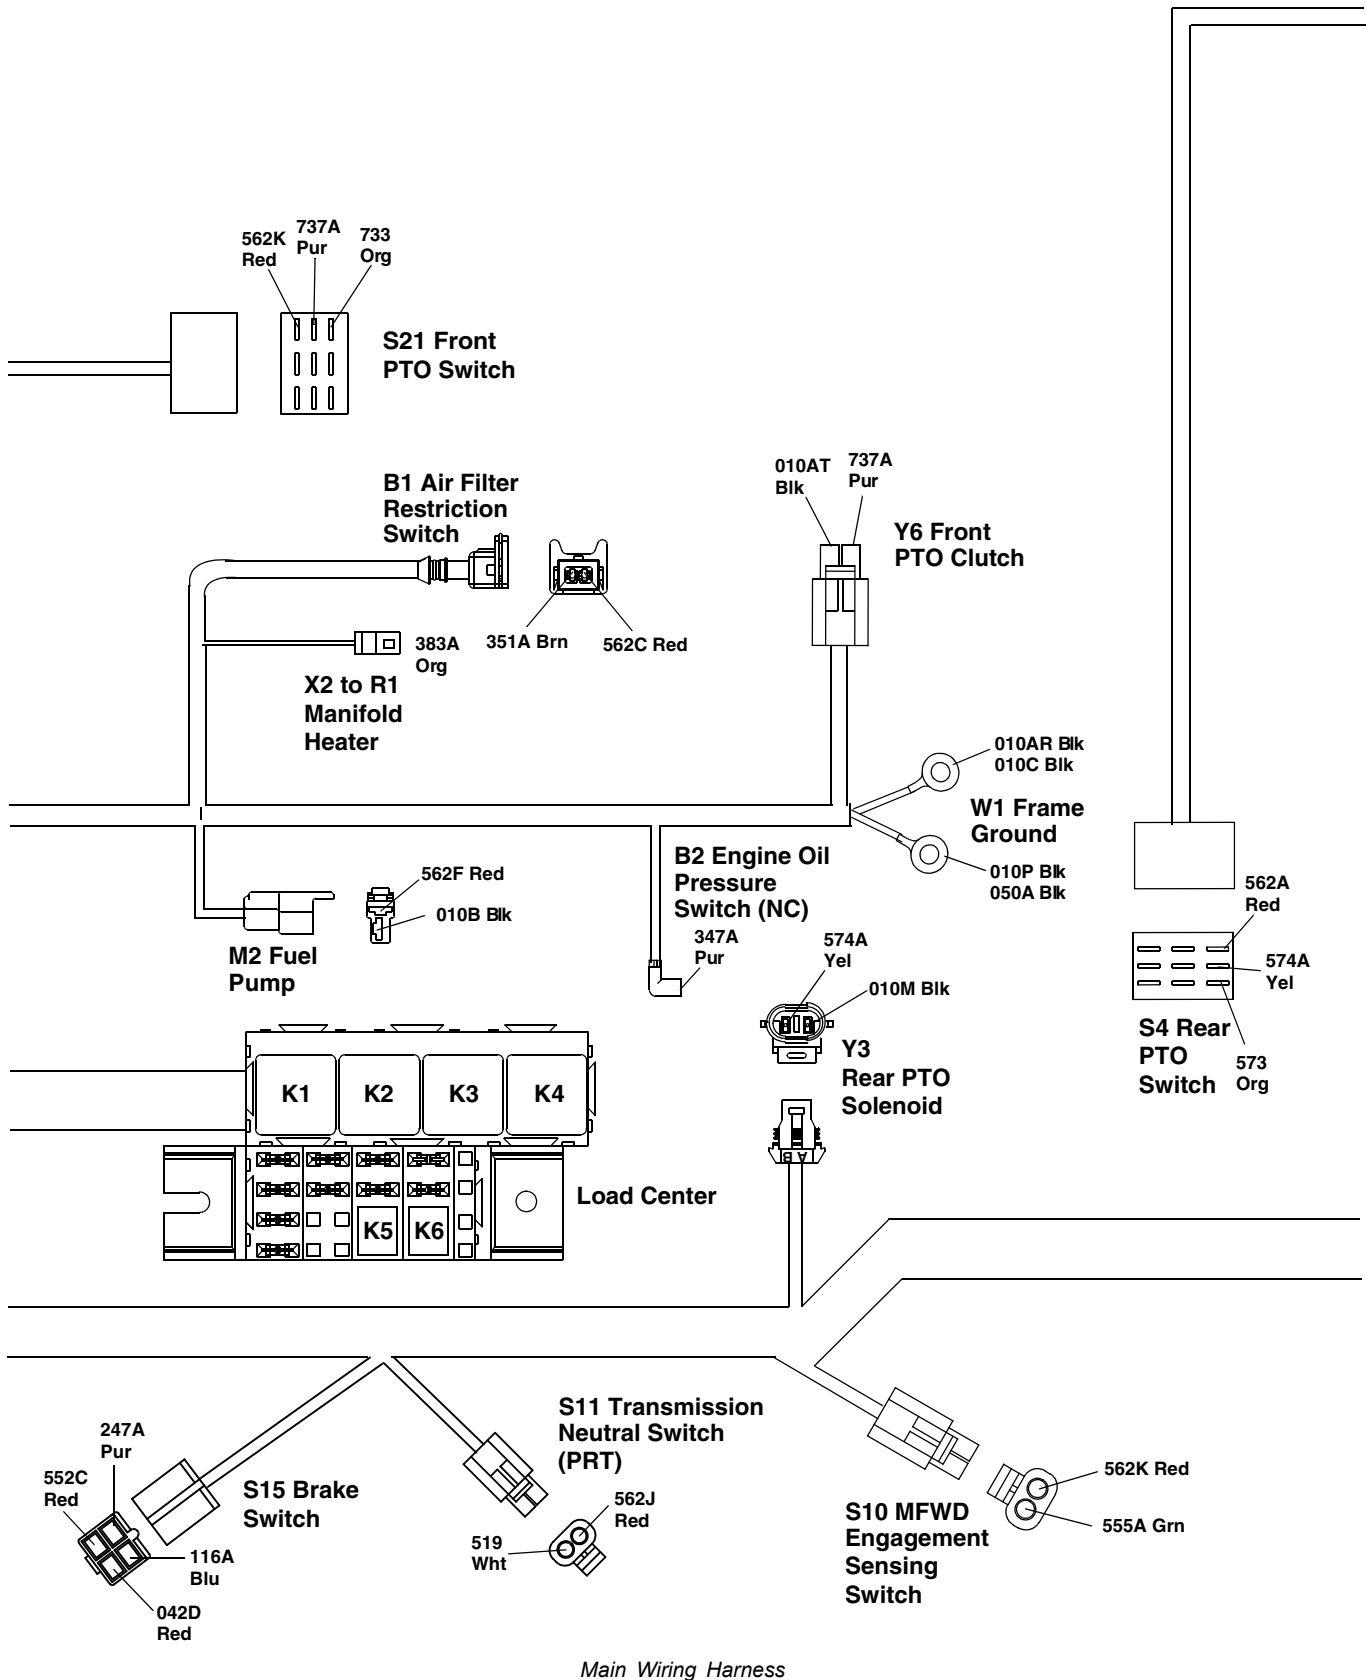 562K
Red
737A
Pur
733
Org
S21 Front
PTO Switch
B1 Air Filter
Restriction
Switch
351A Brn
562C Red
383A
Org
X2 to R1
Manifold
Heater
010AT
Blk
737A
Pur
Y6 Front
PTO Clutch
010AR Blk
010C Blk
W1 Frame
Ground
010P Blk
050A Blk
562F Red
010B Blk
M2 Fuel
Pump
B2 Engine Oil
Pressure
Switch (NC)
347A
Pur
574A
Yel
010M Blk
Y3
Rear PTO
Solenoid
A B
562A
Red
574A
Yel
573
Org
S4 Rear
PTO
Switch
K1
K2
K3
K4
K5
K6
Load Center
247A
Pur
552C
Red
116A
Blu
042D
Red
S15 Brake
Switch
S11 Transmission
Neutral Switch
(PRT)
562J
Red
519
Wht
S10 MFWD
Engagement
Sensing
Switch
562K Red
555A Grn
Main Wiring Harness